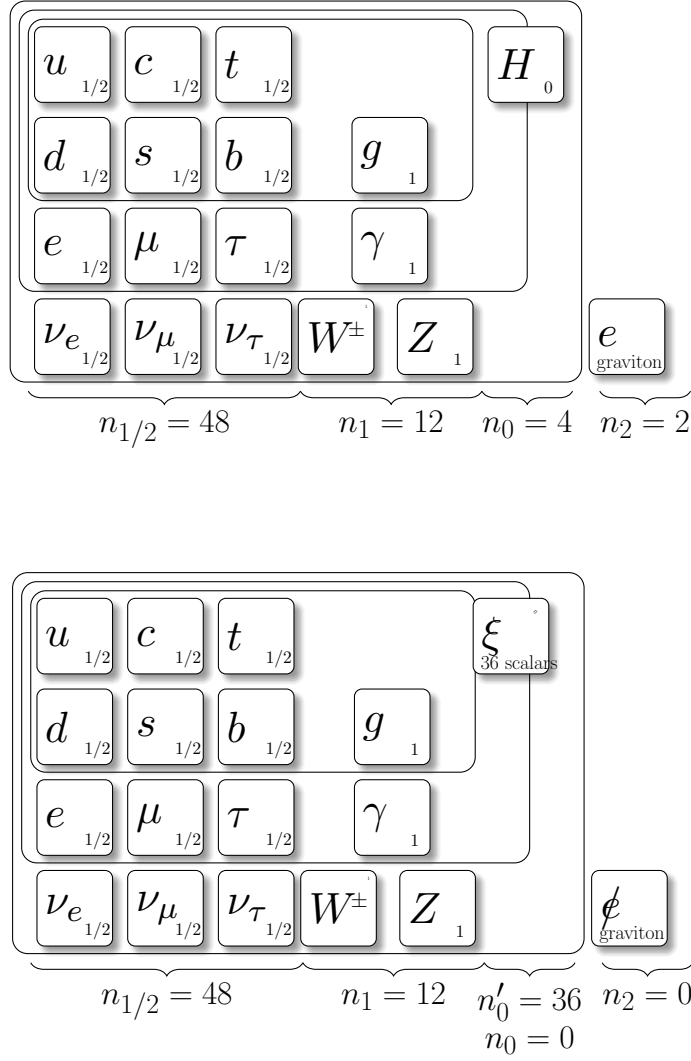 u 1/2 c 1/2 t 1/2 H 0
d 1/2 s 1/2 b 1/2 g 1
e 1/2 μ 1/2 τ 1/2 γ 1
ν_e 1/2 ν_μ 1/2 ν_τ 1/2 W^± Z 1 e graviton
n_{1/2} = 48 n_1 = 12 n_0 = 4 n_2 = 2
u 1/2 c 1/2 t 1/2 ξ 36 scalars
d 1/2 s 1/2 b 1/2 g 1
e 1/2 μ 1/2 τ 1/2 γ 1
ν_e 1/2 ν_μ 1/2 ν_τ 1/2 W^± Z 1 e̸ graviton
n_{1/2} = 48 n_1 = 12 n′_0 = 36 n_2 = 0
n_0 = 0